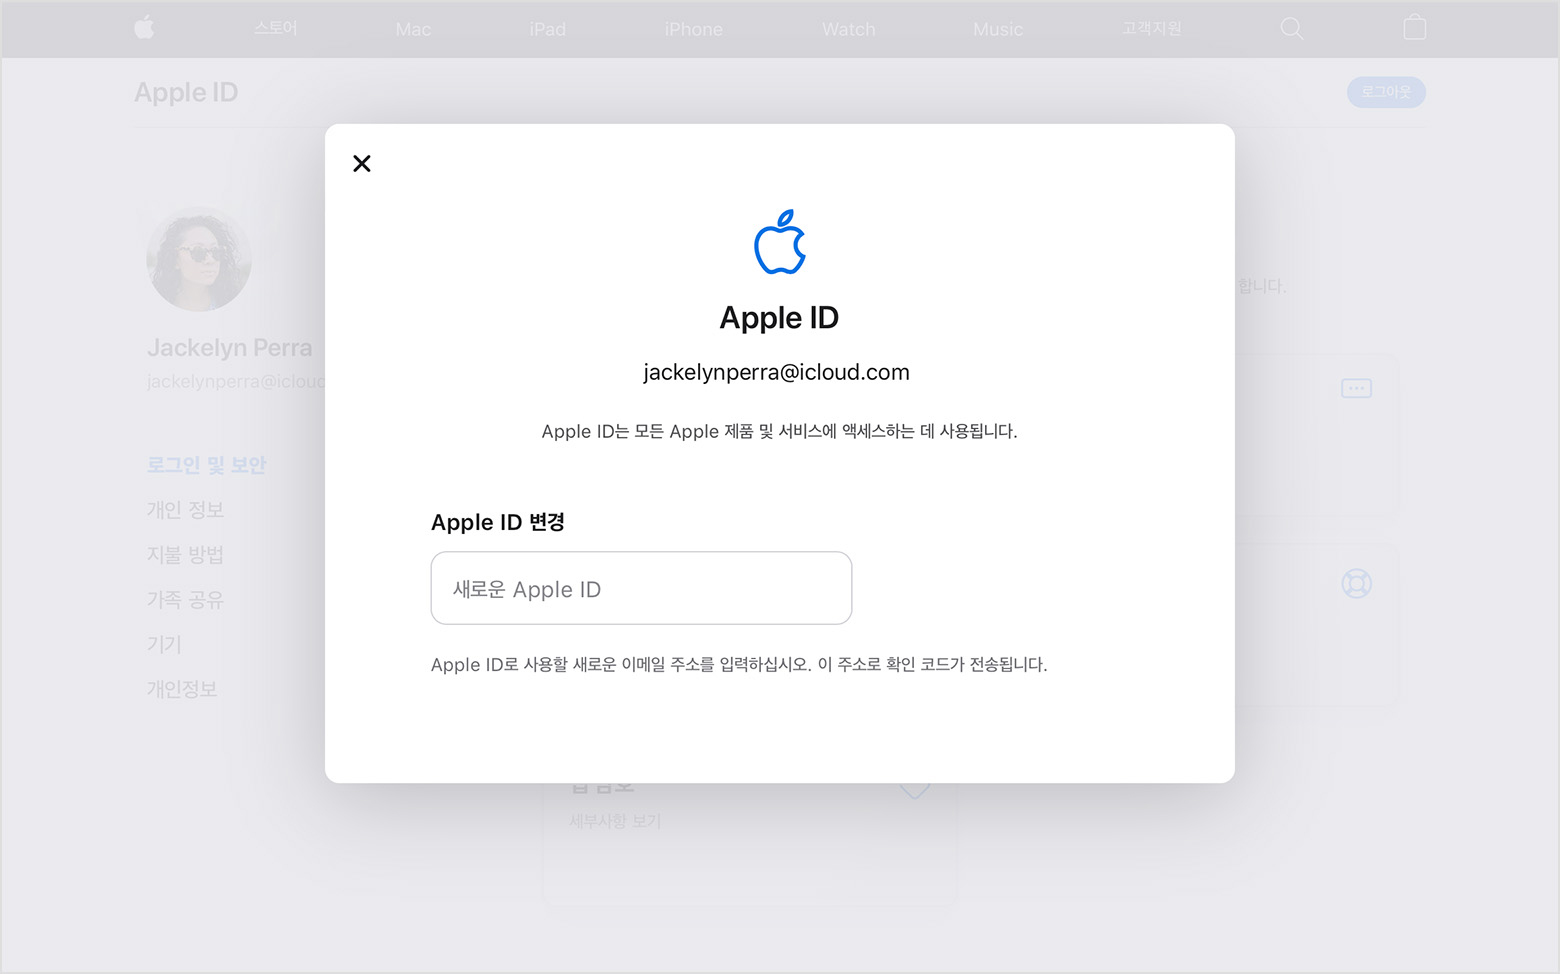 스토어
Mac
iPad
iPhone
Watch
Music
고객지원
Apple ID
로그아웃
Jackelyn Perra
jackelynperra@icloud
로그인 및 보안
개인 정보
지불 방법
가족 공유
기기
개인정보
Apple ID
jackelynperra@icloud.com
Apple ID는 모든 Apple 제품 및 서비스에 액세스하는 데 사용됩니다.
Apple ID 변경
새로운 Apple ID
Apple ID로 사용할 새로운 이메일 주소를 입력하십시오. 이 주소로 확인 코드가 전송됩니다.
합니다.
세부사항 보기